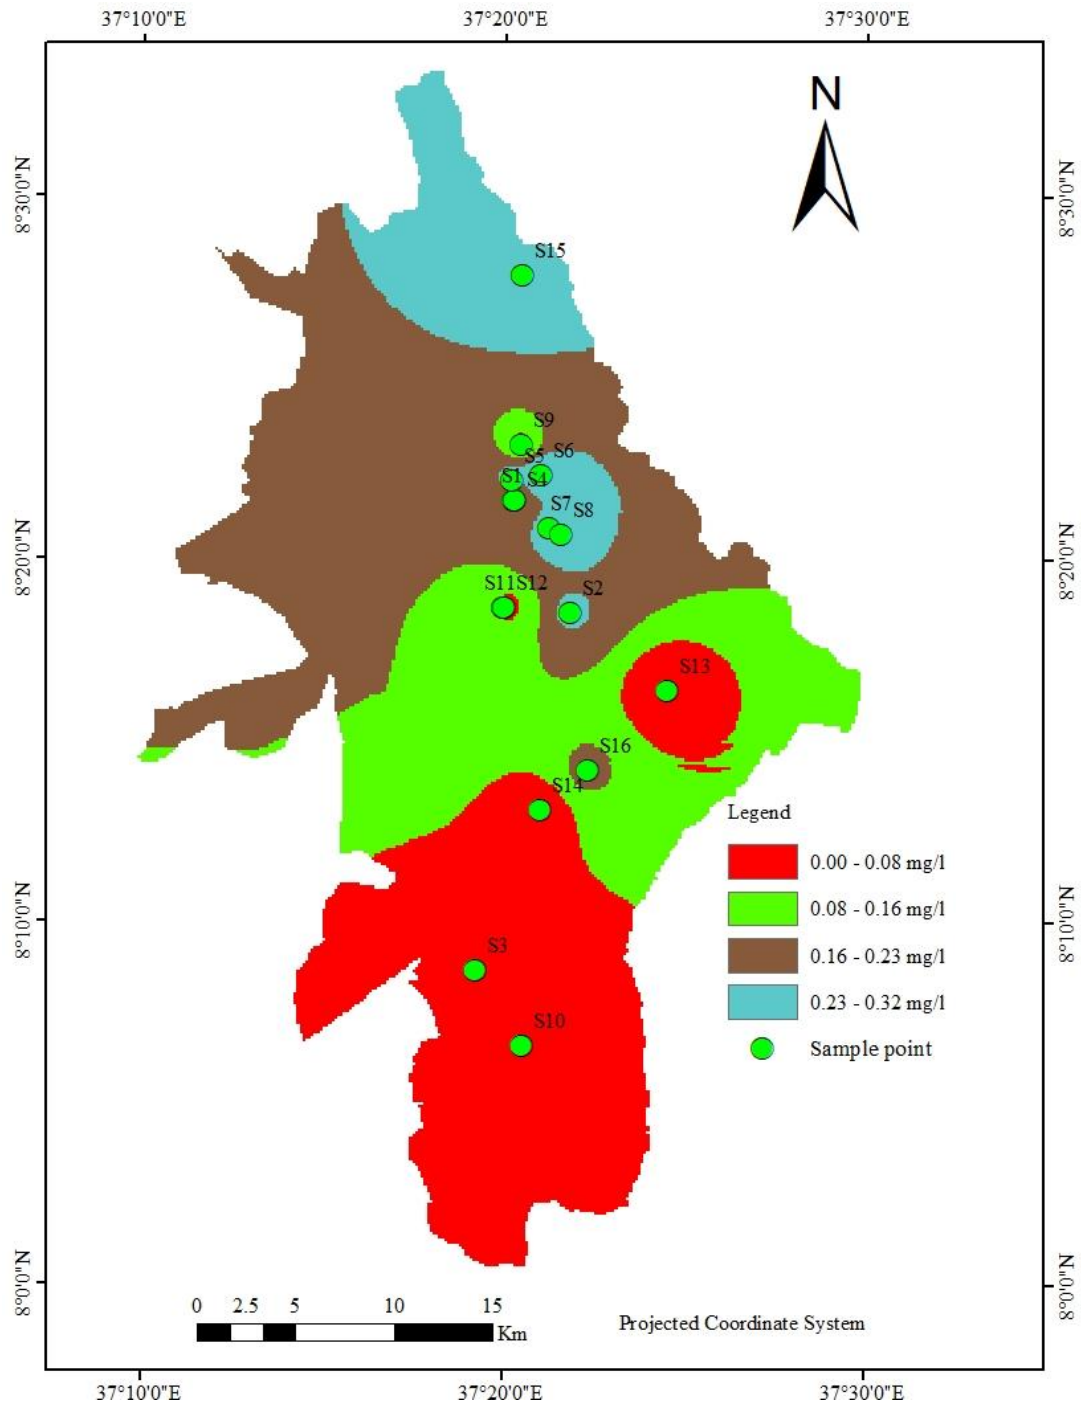 37°10'0"E 37°20'0"E 37°30'0"E
N
8°30'0"N 8°30'0"N
S15
S9
S5 S6
S1 S4
S7 S8
8°20'0"N 8°20'0"N
S11 S12 S2
S13
S16
S14
Legend
0.00 - 0.08 mg/l
0.08 - 0.16 mg/l
8°10'0"N 8°10'0"N
S3
0.16 - 0.23 mg/l
0.23 - 0.32 mg/l
S10
Sample point
8°0'0"N 8°0'0"N
0 2.5 5 10 15
Km
Projected Coordinate System
37°10'0"E 37°20'0"E 37°30'0"E